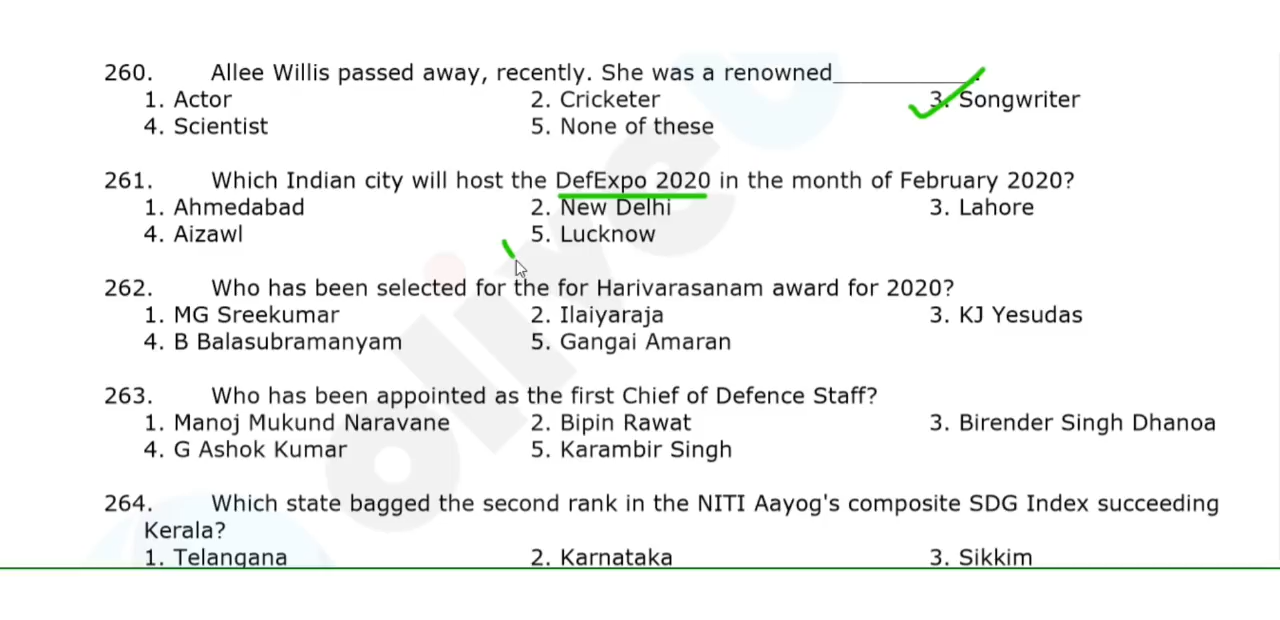 260. Allee Willis passed away, recently. She was a renowned__________.
1. Actor 2. Cricketer 3. Songwriter
4. Scientist 5. None of these
261. Which Indian city will host the DefExpo 2020 in the month of February 2020?
1. Ahmedabad 2. New Delhi 3. Lahore
4. Aizawl 5. Lucknow
262. Who has been selected for the for Harivarasanam award for 2020?
1. MG Sreekumar 2. Ilaiyaraja 3. KJ Yesudas
4. B Balasubramanyam 5. Gangai Amaran
263. Who has been appointed as the first Chief of Defence Staff?
1. Manoj Mukund Naravane 2. Bipin Rawat 3. Birender Singh Dhanoa
4. G Ashok Kumar 5. Karambir Singh
264. Which state bagged the second rank in the NITI Aayog's composite SDG Index succeeding
Kerala?
1. Telangana 2. Karnataka 3. Sikkim